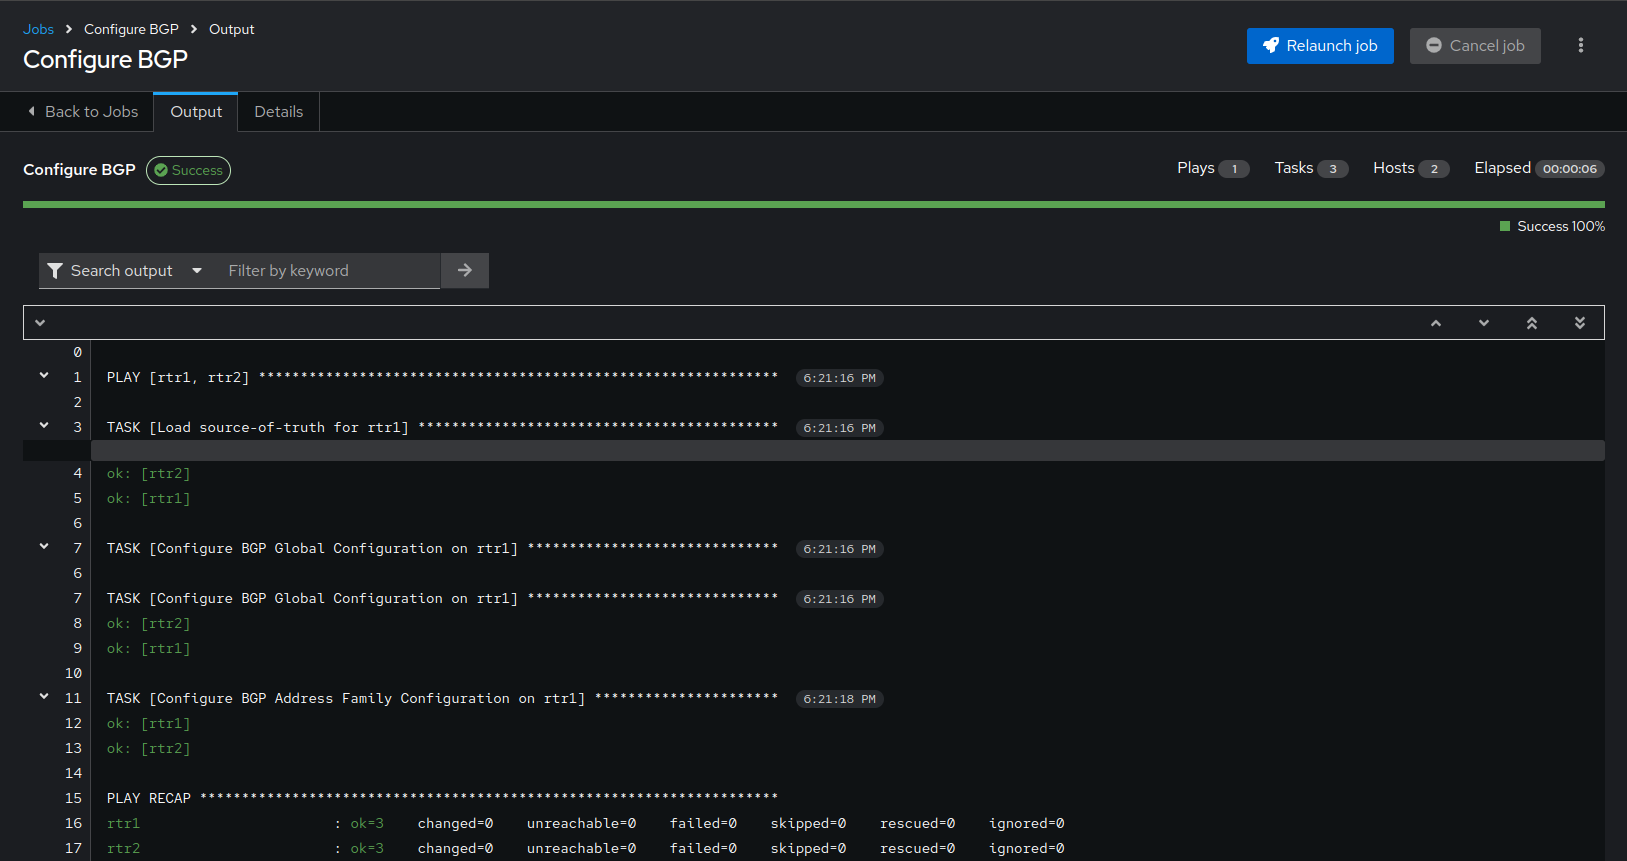 Jobs > Configure BGP > Output
Configure BGP
Relaunch job
Cancel job
Back to Jobs
Output
Details
Configure BGP
Success
Plays 1
Tasks 3
Hosts 2
Elapsed 00:00:06
Success 100%
Search output
Filter by keyword
0
1 PLAY [rtr1, rtr2] ************************************************************** 6:21:16 PM
2
3 TASK [Load source-of-truth for rtr1] ******************************************* 6:21:16 PM
4 ok: [rtr2]
5 ok: [rtr1]
6
7 TASK [Configure BGP Global Configuration on rtr1] ****************************** 6:21:16 PM
6
7 TASK [Configure BGP Global Configuration on rtr1] ****************************** 6:21:16 PM
8 ok: [rtr2]
9 ok: [rtr1]
10
11 TASK [Configure BGP Address Family Configuration on rtr1] ********************** 6:21:18 PM
12 ok: [rtr1]
13 ok: [rtr2]
14
15 PLAY RECAP *********************************************************************
16 rtr1 : ok=3 changed=0 unreachable=0 failed=0 skipped=0 rescued=0 ignored=0
17 rtr2 : ok=3 changed=0 unreachable=0 failed=0 skipped=0 rescued=0 ignored=0